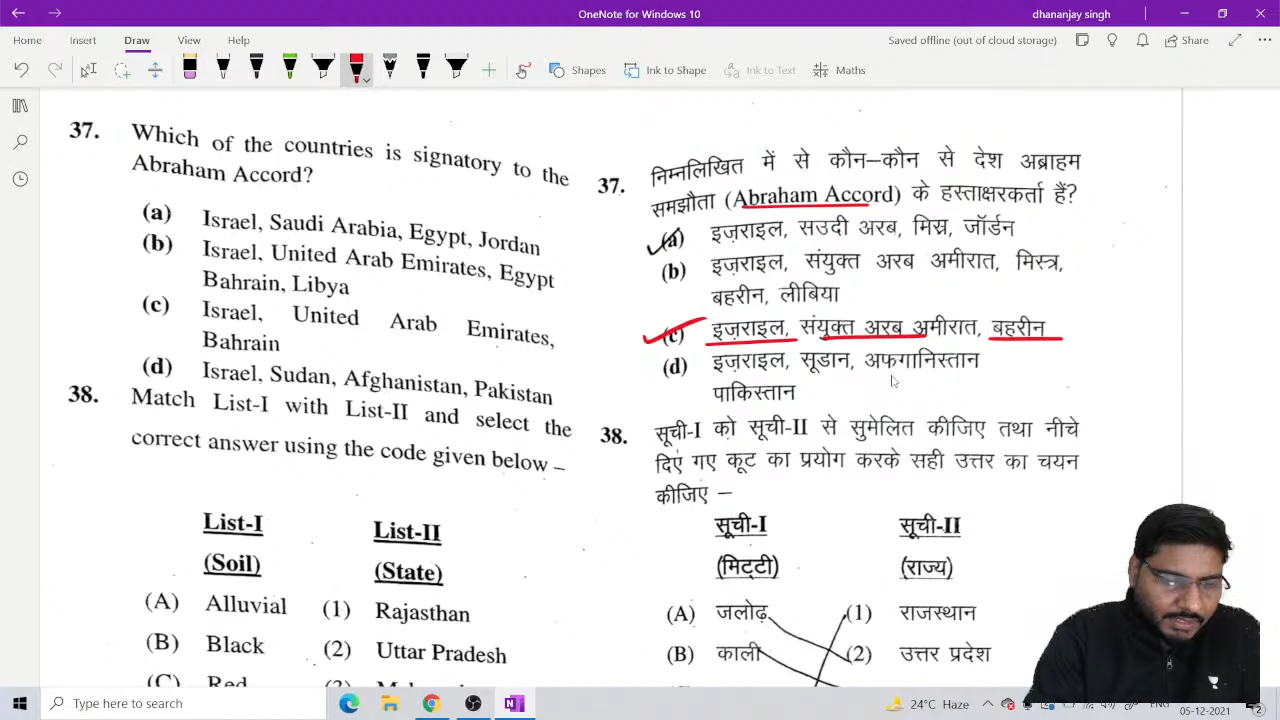 OneNote for Windows 10
dhananjay singh
Home Insert Draw View Help
Saved offline (out of cloud storage)
Share
Shapes Ink to Shape Ink to Text Maths
37. Which of the countries is signatory to the
Abraham Accord?
(a) Israel, Saudi Arabia, Egypt, Jordan
(b) Israel, United Arab Emirates, Egypt
Bahrain, Libya
(c) Israel, United Arab Emirates,
Bahrain
(d) Israel, Sudan, Afghanistan, Pakistan
38. Match List-I with List-II and select the
correct answer using the code given below –
List-I List-II
(Soil) (State)
(A) Alluvial (1) Rajasthan
(B) Black (2) Uttar Pradesh
(C) Red
37. निम्नलिखित में से कौन–कौन से देश अब्राहम
समझौता (Abraham Accord) के हस्ताक्षरकर्ता हैं?
(a) इज़राइल, सउदी अरब, मिस्र, जॉर्डन
(b) इज़राइल, संयुक्त अरब अमीरात, मिस्त्र,
बहरीन, लीबिया
(c) इज़राइल, संयुक्त अरब अमीरात, बहरीन
(d) इज़राइल, सूडान, अफगानिस्तान
पाकिस्तान
38. सूची-I को सूची-II से सुमेलित कीजिए तथा नीचे
दिए गए कूट का प्रयोग करके सही उत्तर का चयन
कीजिए –
सूची-I सूची-II
(मिट्टी) (राज्य)
(A) जलोढ़ (1) राजस्थान
(B) काली (2) उत्तर प्रदेश
Type here to search
24°C Haze
ENG
05-12-2021